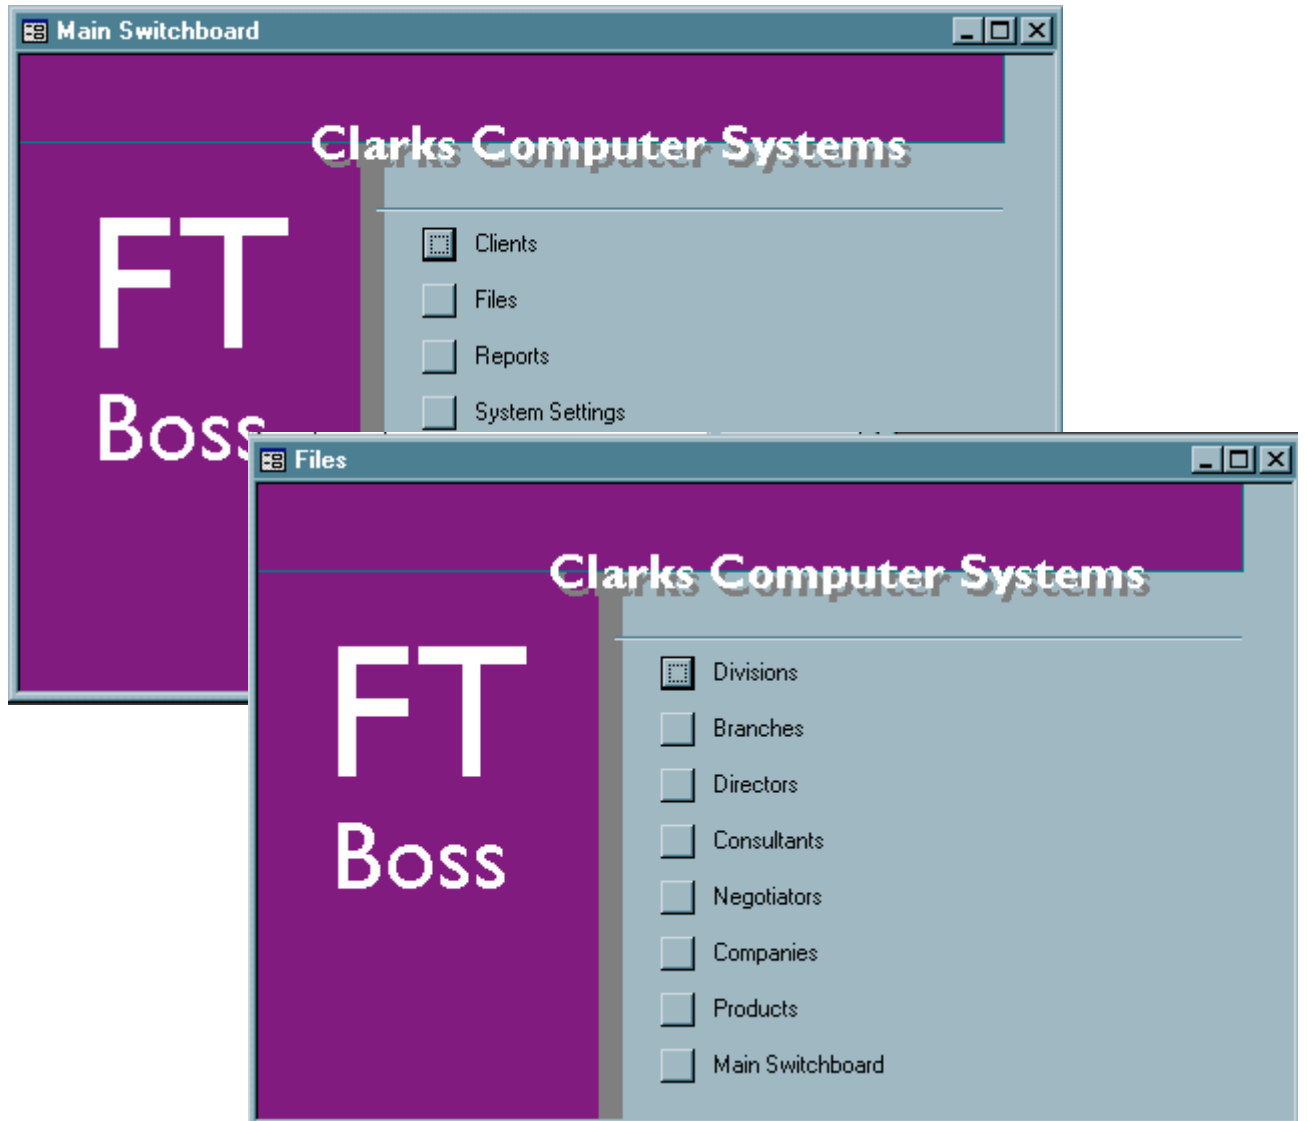 Main Switchboard
Clarks Computer Systems
FT
Boss
Clients
Files
Reports
System Settings
Files
Clarks Computer Systems
FT
Boss
Divisions
Branches
Directors
Consultants
Negotiators
Companies
Products
Main Switchboard